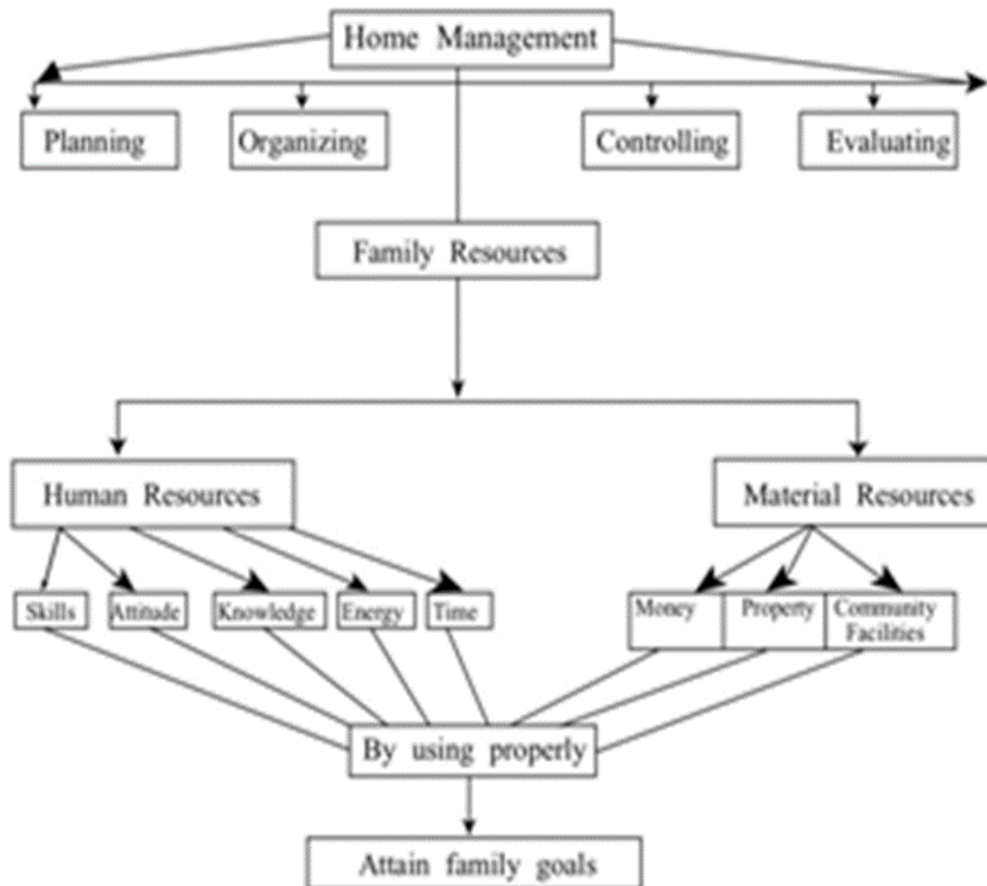 Home Management
Planning
Organizing
Controlling
Evaluating
Family Resources
Human Resources
Material Resources
Skills
Attitude
Knowledge
Energy
Time
Money
Property
Community
Facilities
By using properly
Attain family goals